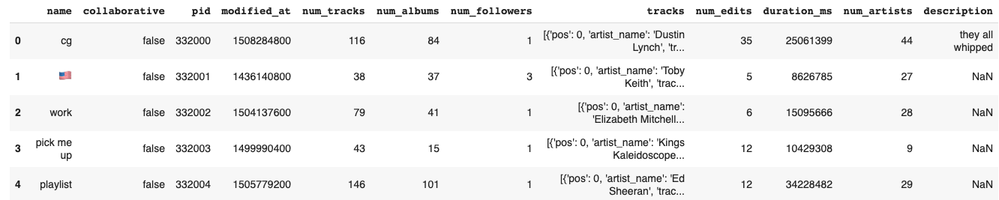 name collaborative pid modified_at num_tracks num_albums num_followers tracks num_edits duration_ms num_artists description
0 cg false 332000 1508284800 116 84 1 [{'pos': 0, 'artist_name': 'Dustin Lynch', 'tr... 35 25061399 44 they all whipped
1 🇺🇸 false 332001 1436140800 38 37 3 [{'pos': 0, 'artist_name': 'Toby Keith', 'trac... 5 8626785 27 NaN
2 work false 332002 1504137600 79 41 1 [{'pos': 0, 'artist_name': 'Elizabeth Mitchell... 6 15095666 28 NaN
3 pick me up false 332003 1499990400 43 15 1 [{'pos': 0, 'artist_name': 'Kings Kaleidoscope... 12 10429308 9 NaN
4 playlist false 332004 1505779200 146 101 1 [{'pos': 0, 'artist_name': 'Ed Sheeran', 'trac... 12 34228482 29 NaN